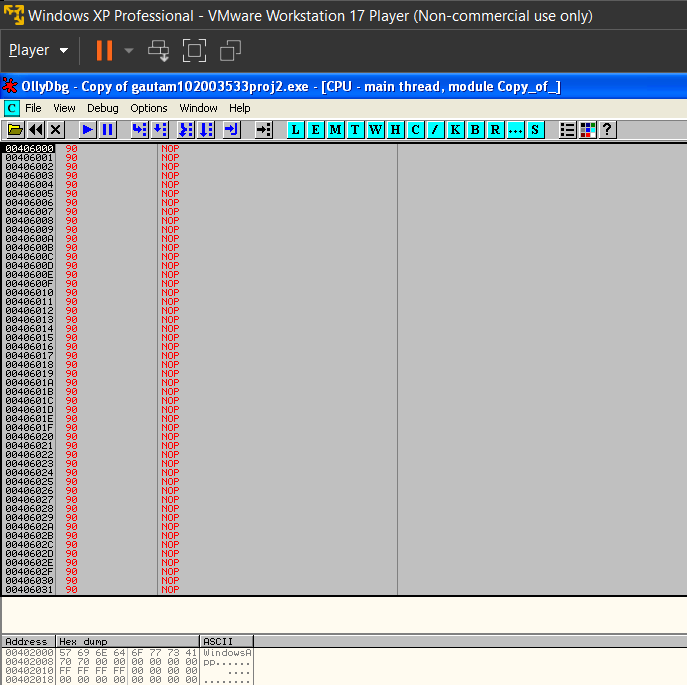 Windows XP Professional - VMware Workstation 17 Player (Non-commercial use only)
Player
OllyDbg - Copy of gautam102003533proj2.exe - [CPU - main thread, module Copy_of_]
C File View Debug Options Window Help
L E M T W H C / K B R ... S ?
00406000 90 NOP
00406001 90 NOP
00406002 90 NOP
00406003 90 NOP
00406004 90 NOP
00406005 90 NOP
00406006 90 NOP
00406007 90 NOP
00406008 90 NOP
00406009 90 NOP
0040600A 90 NOP
0040600B 90 NOP
0040600C 90 NOP
0040600D 90 NOP
0040600E 90 NOP
0040600F 90 NOP
00406010 90 NOP
00406011 90 NOP
00406012 90 NOP
00406013 90 NOP
00406014 90 NOP
00406015 90 NOP
00406016 90 NOP
00406017 90 NOP
00406018 90 NOP
00406019 90 NOP
0040601A 90 NOP
0040601B 90 NOP
0040601C 90 NOP
0040601D 90 NOP
0040601E 90 NOP
0040601F 90 NOP
00406020 90 NOP
00406021 90 NOP
00406022 90 NOP
00406023 90 NOP
00406024 90 NOP
00406025 90 NOP
00406026 90 NOP
00406027 90 NOP
00406028 90 NOP
00406029 90 NOP
0040602A 90 NOP
0040602B 90 NOP
0040602C 90 NOP
0040602D 90 NOP
0040602E 90 NOP
0040602F 90 NOP
00406030 90 NOP
00406031 90 NOP
Address Hex dump ASCII
00402000 57 69 6E 64 6F 77 73 41 WindowsA
00402008 70 70 00 00 00 00 00 00 pp......
00402010 FF FF FF FF 00 00 00 00 ....
00402018 00 00 00 00 00 00 00 00 ........